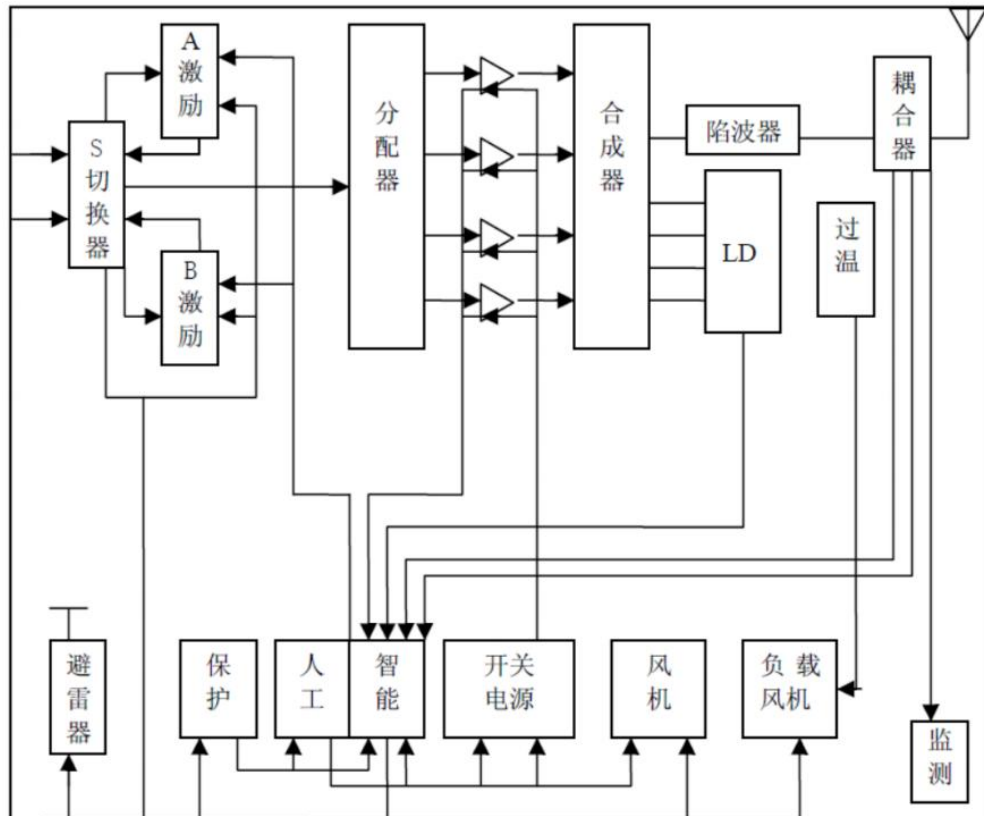 A
激
励
S
切
换
器
B
激
励
分
配
器
合
成
器
陷波器
LD
过
温
耦
合
器
避
雷
器
保
护
人
工
智
能
开关
电源
风
机
负 载
风机
监
测